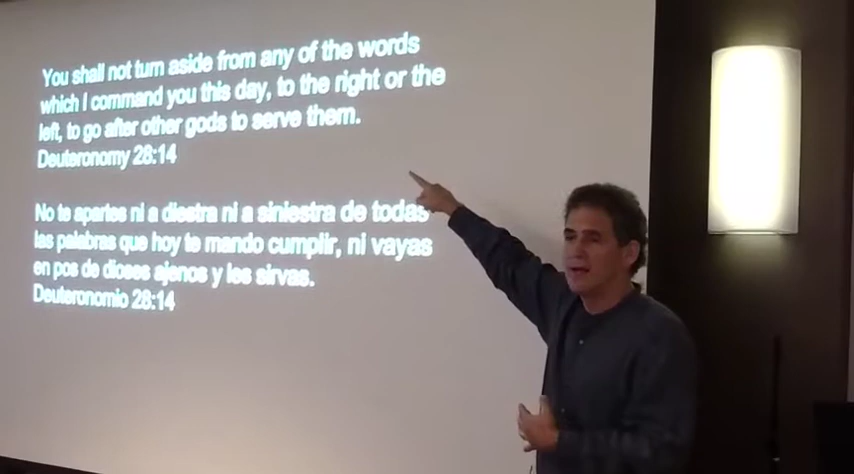 You shall not turn aside from any of the words
which I command you this day, to the right or the
left, to go after other gods to serve them.
Deuteronomy 28:14
No te apartes ni a diestra ni a siniestra de todas
las palabras que hoy te mando cumplir, ni vayas
en pos de dioses ajenos y les sirvas.
Deuteronomio 28:14